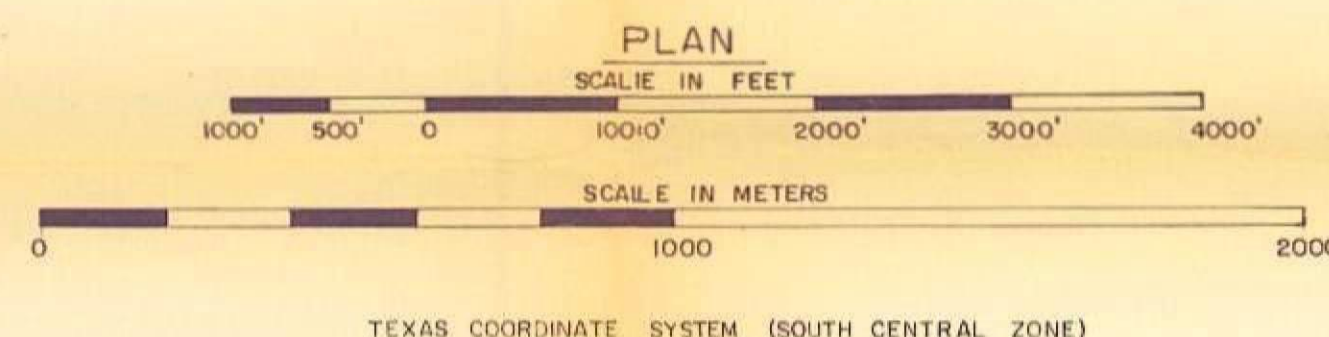 PLAN
SCALE IN FEET
1000' 500' 0 1000' 2000' 3000' 4000'
SCALE IN METERS
0 1000 2000
TEXAS COORDINATE SYSTEM (SOUTH CENTRAL ZONE)